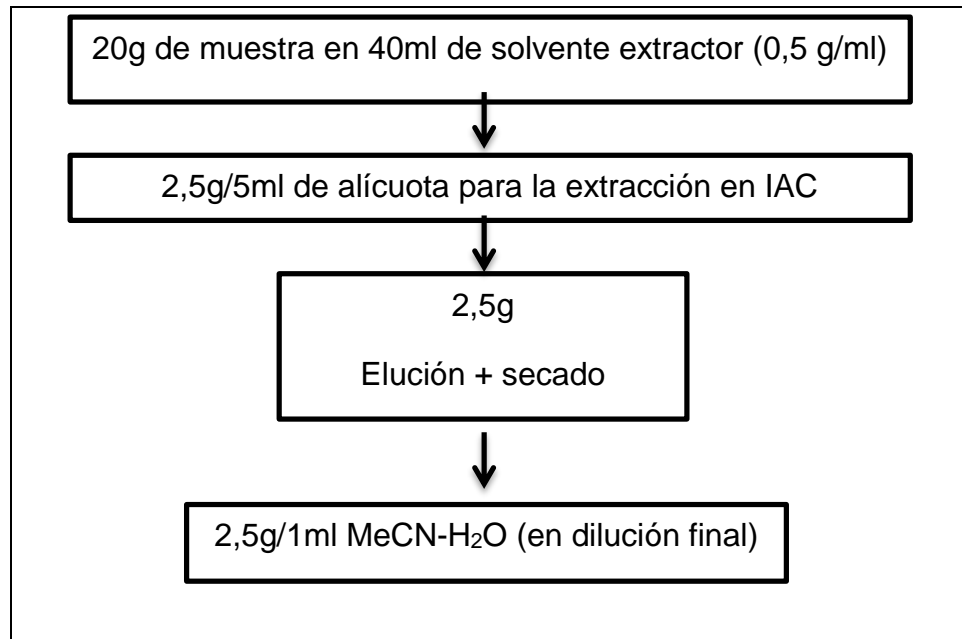 20g de muestra en 40ml de solvente extractor (0,5 g/ml)
2,5g/5ml de alícuota para la extracción en IAC
2,5g
Elución + secado
2,5g/1ml MeCN-H₂O (en dilución final)